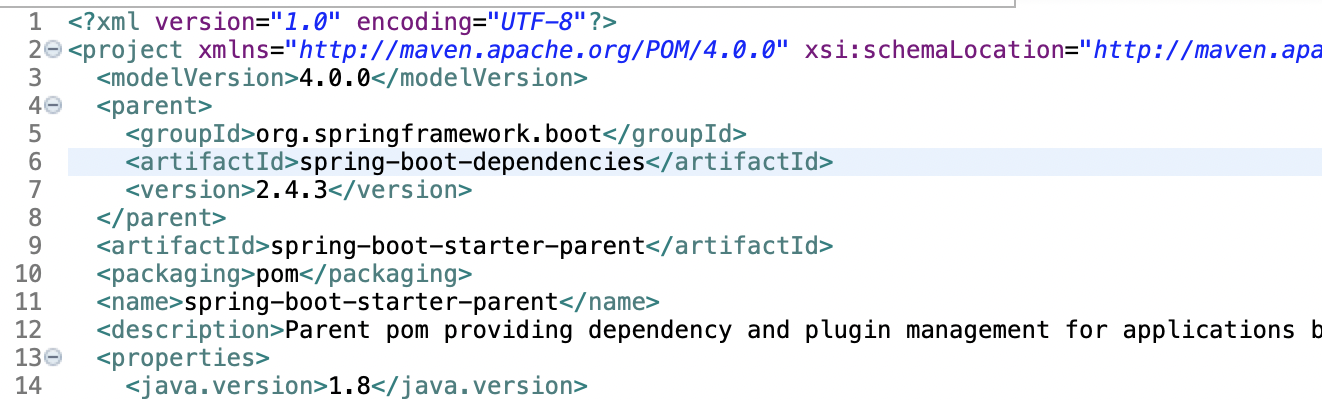 1 <?xml version="1.0" encoding="UTF-8"?>
2 <project xmlns="http://maven.apache.org/POM/4.0.0" xsi:schemaLocation="http://maven.apa
3 <modelVersion>4.0.0</modelVersion>
4 <parent>
5 <groupId>org.springframework.boot</groupId>
6 <artifactId>spring-boot-dependencies</artifactId>
7 <version>2.4.3</version>
8 </parent>
9 <artifactId>spring-boot-starter-parent</artifactId>
10 <packaging>pom</packaging>
11 <name>spring-boot-starter-parent</name>
12 <description>Parent pom providing dependency and plugin management for applications b
13 <properties>
14 <java.version>1.8</java.version>